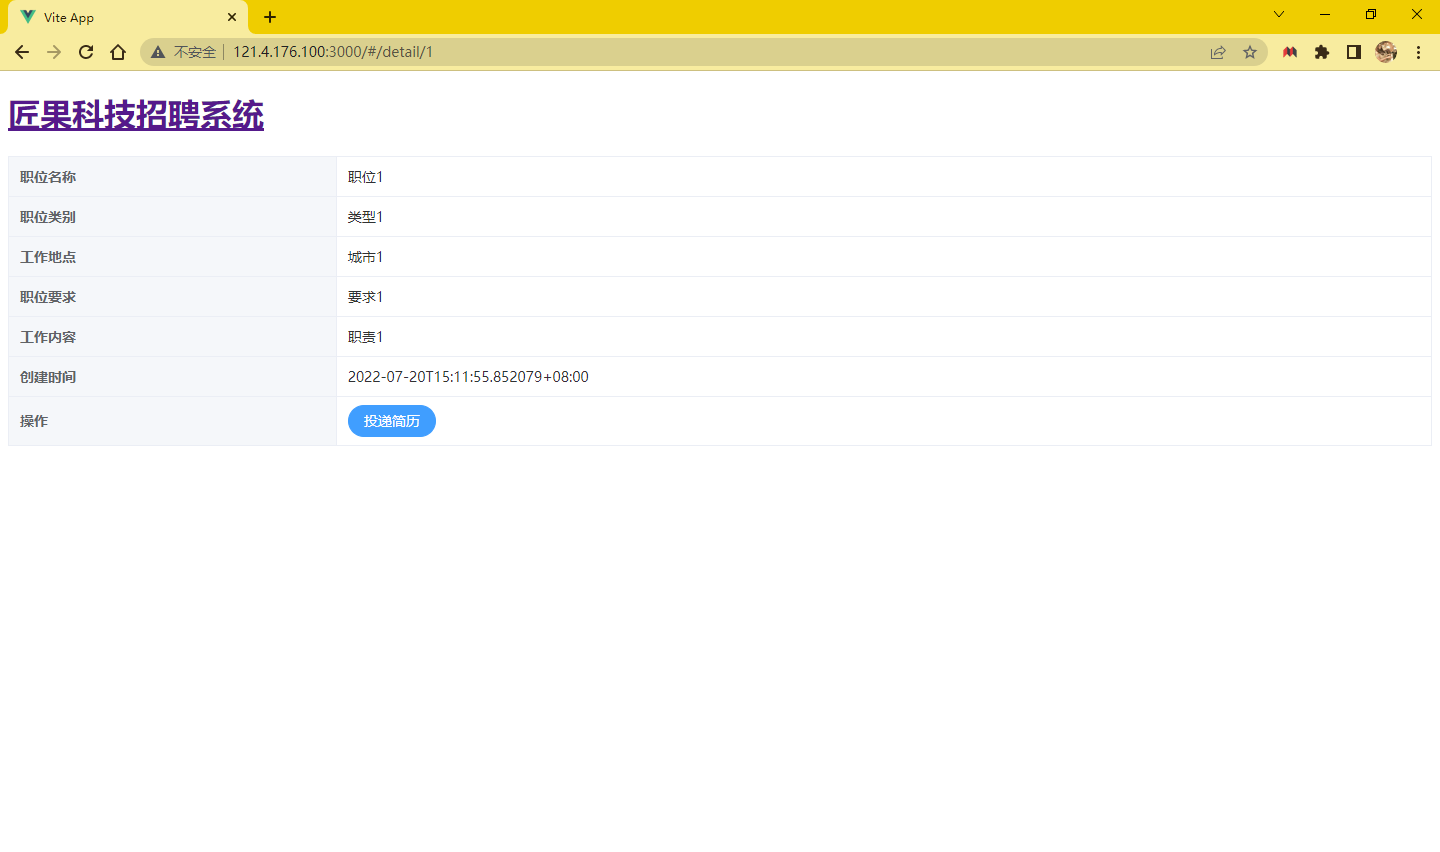 Vite App
不安全 121.4.176.100:3000/#/detail/1
匠果科技招聘系统
职位名称 职位1
职位类别 类型1
工作地点 城市1
职位要求 要求1
工作内容 职责1
创建时间 2022-07-20T15:11:55.852079+08:00
操作 投递简历